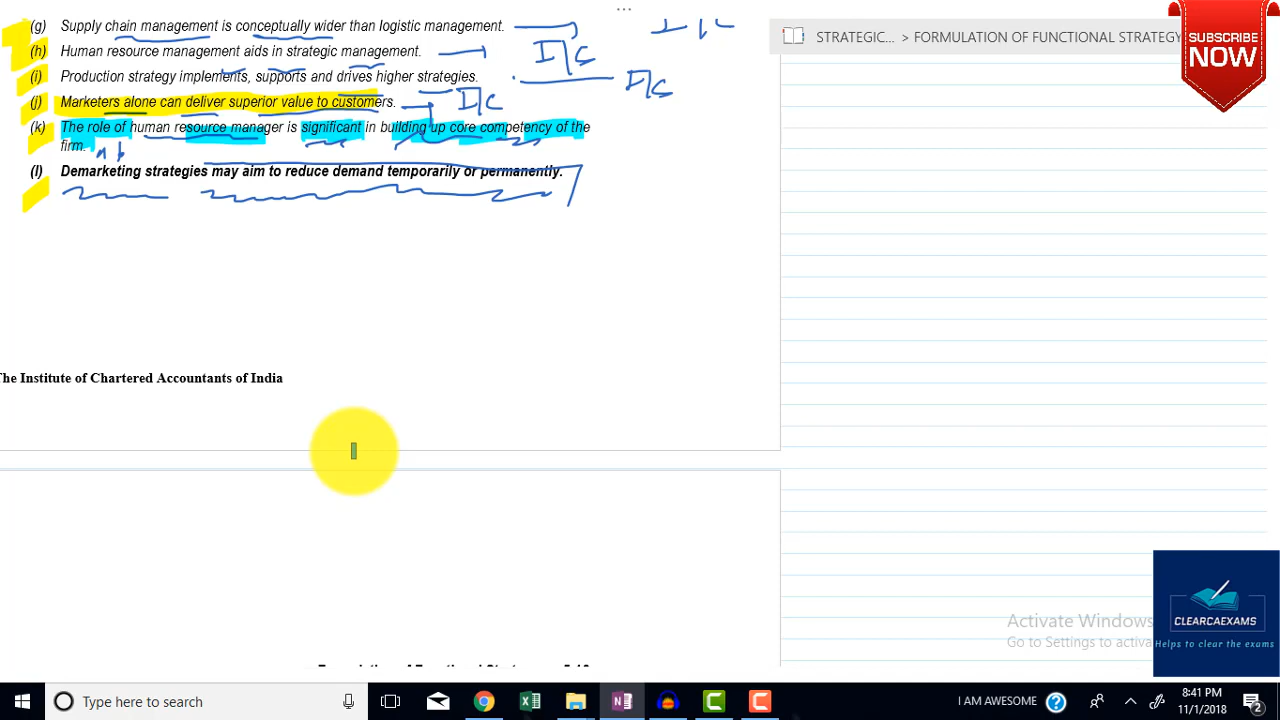 ...
(g) Supply chain management is conceptually wider than logistic management.
(h) Human resource management aids in strategic management.
I/C
(i) Production strategy implements, supports and drives higher strategies.
I/C
(j) Marketers alone can deliver superior value to customers.
I/C
(k) The role of human resource manager is significant in building up core competency of the
firm.
(l) Demarketing strategies may aim to reduce demand temporarily or permanently.
The Institute of Chartered Accountants of India
STRATEGIC... > FORMULATION OF FUNCTIONAL STRATEGY
SUBSCRIBE
NOW
Activate Windows
Go to Settings to activa
CLEARCAEXAMS
Helps to clear the exams
Type here to search
I AM AWESOME
8:41 PM
11/1/2018
2